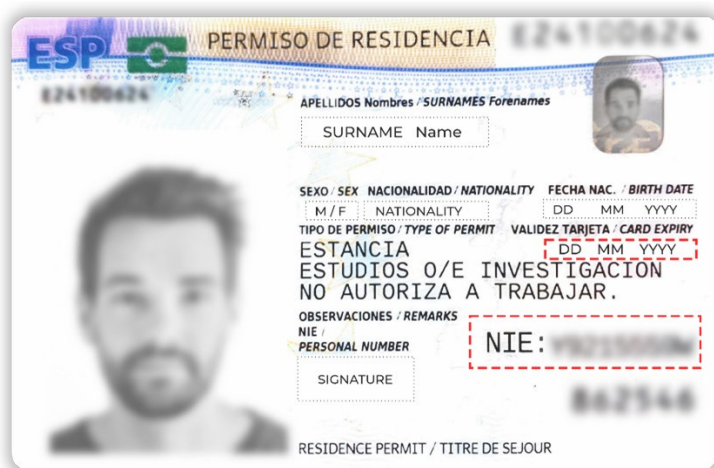 ESP PERMISO DE RESIDENCIA
APELLIDOS Nombres / SURNAMES Forenames
SURNAME Name
SEXO / SEX NACIONALIDAD / NATIONALITY FECHA NAC. / BIRTH DATE
M / F NATIONALITY DD MM YYYY
TIPO DE PERMISO / TYPE OF PERMIT VALIDEZ TARJETA / CARD EXPIRY
ESTANCIA DD MM YYYY
ESTUDIOS O/E INVESTIGACION
NO AUTORIZA A TRABAJAR.
OBSERVACIONES / REMARKS
NIE /
PERSONAL NUMBER
NIE:
SIGNATURE
RESIDENCE PERMIT / TITRE DE SEJOUR